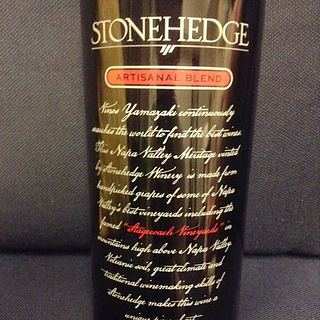 STONEHEDGE
ARTISANAL BLEND
Vinos Yamazaki continuously
searches the world to find the best wines.
This Napa Valley Meritage vinted
by Stonehedge Winery is made from
handpicked grapes of some of Napa
Valley's best vineyards including the
famed "Stagecoach Vineyards" in
mountains high above Napa Valley.
Volcanic soil, great climate and
traditional winemaking skills of
Stonehedge makes this wine a
unique